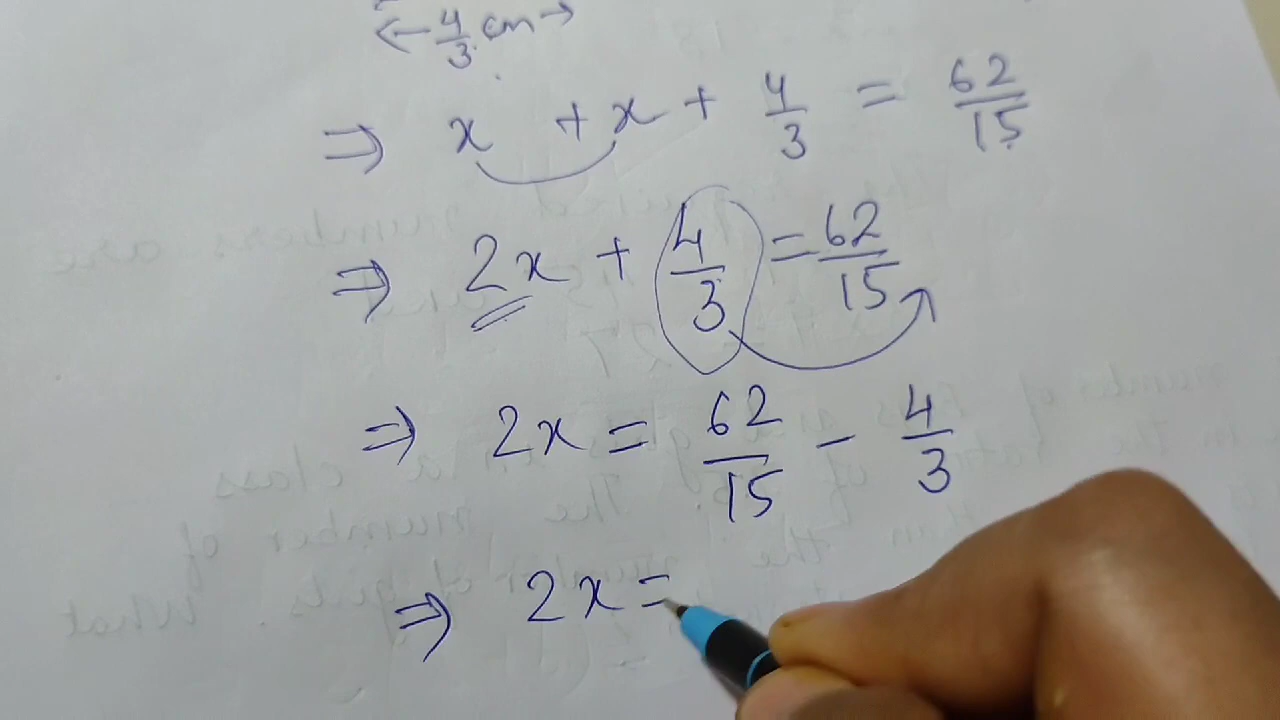 ← 4/3 cm →
⇒ x + x + 4/3 = 62/15
⇒ 2x + 4/3 = 62/15
⇒ 2x = 62/15 - 4/3
⇒ 2x =